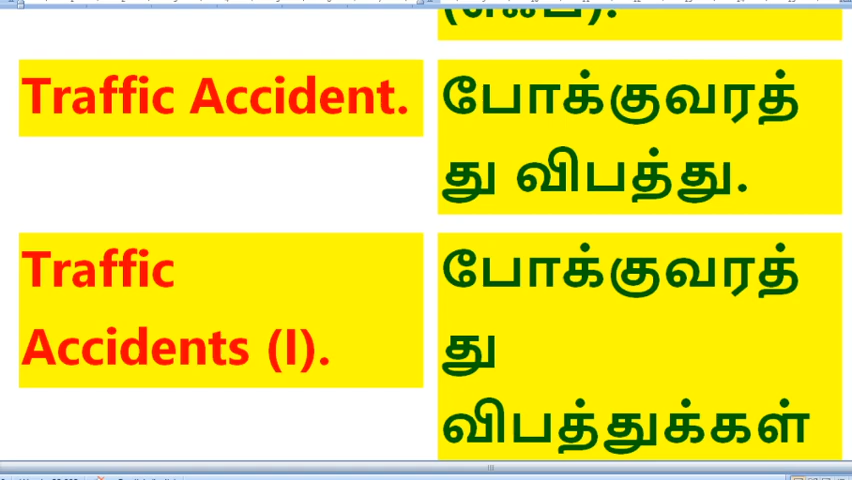 Traffic Accident.
போக்குவரத்
து விபத்து.
Traffic
Accidents (I).
போக்குவரத்
து
விபத்துக்கள்